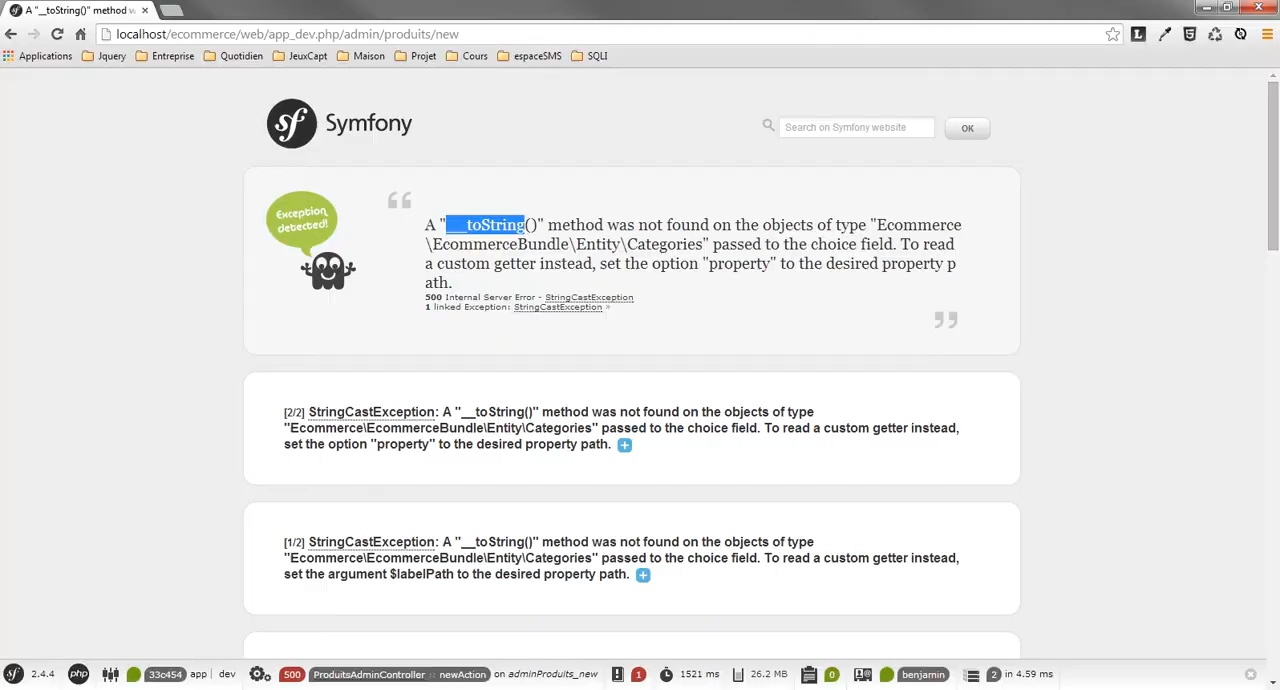 A "__toString()" method w
localhost/ecommerce/web/app_dev.php/admin/produits/new
Applications Jquery Entreprise Quotidien JeuxCapt Maison Projet Cours espaceSMS SQLI
sf Symfony
Search on Symfony website OK
Exception detected!
A "__toString()" method was not found on the objects of type "Ecommerce
\EcommerceBundle\Entity\Categories" passed to the choice field. To read
a custom getter instead, set the option "property" to the desired property p
ath.
500 Internal Server Error - StringCastException
1 linked Exception: StringCastException »
[2/2] StringCastException: A "__toString()" method was not found on the objects of type
"Ecommerce\EcommerceBundle\Entity\Categories" passed to the choice field. To read a custom getter instead,
set the option "property" to the desired property path.
[1/2] StringCastException: A "__toString()" method was not found on the objects of type
"Ecommerce\EcommerceBundle\Entity\Categories" passed to the choice field. To read a custom getter instead,
set the argument $labelPath to the desired property path.
sf 2.4.4 php 33c454 app dev 500 ProduitsAdminController :: newAction on adminProduits_new 1 1521 ms 26.2 MB 0 benjamin 2 in 4.59 ms